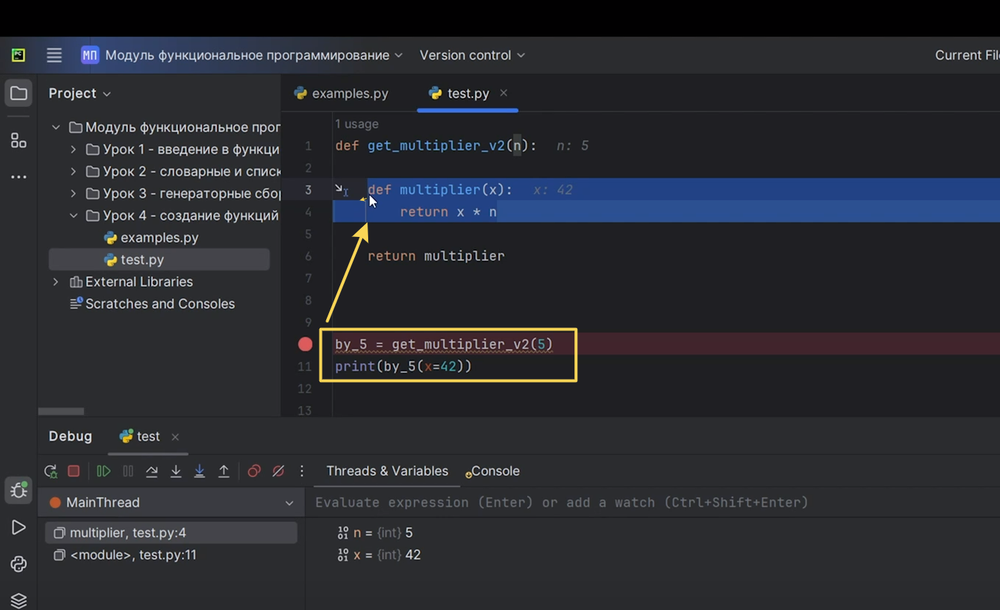 PC
МП Модуль функциональное программирование Version control Current File
Project
examples.py test.py
Модуль функциональное прог
Урок 1 - введение в функци
Урок 2 - словарные и списк
Урок 3 - генераторные сбор
Урок 4 - создание функций
examples.py
test.py
External Libraries
Scratches and Consoles
1 usage
1 def get_multiplier_v2(n): n: 5
2
3 def multiplier(x): x: 42
4 return x * n
5
6 return multiplier
7
8
9
by_5 = get_multiplier_v2(5)
11 print(by_5(x=42))
12
13
Debug test
Threads & Variables Console
MainThread
Evaluate expression (Enter) or add a watch (Ctrl+Shift+Enter)
multiplier, test.py:4
<module>, test.py:11
n = {int} 5
x = {int} 42